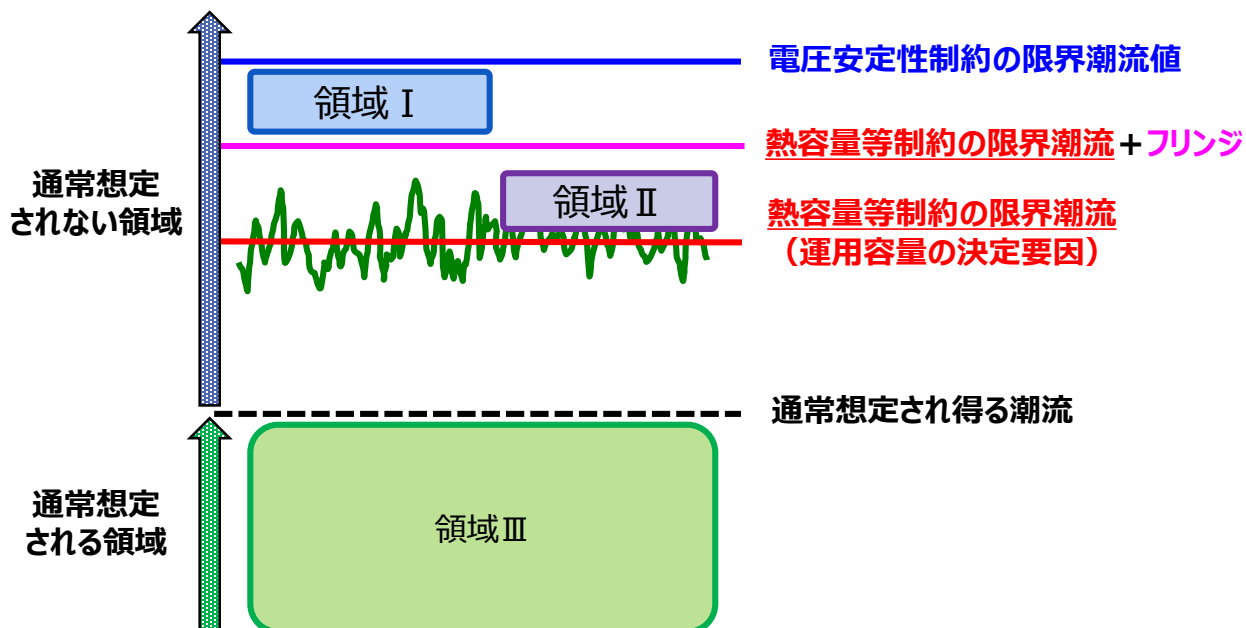 電圧安定性制約の限界潮流値
領域Ⅰ
熱容量等制約の限界潮流+フリンジ
通常想定
されない領域
領域Ⅱ
熱容量等制約の限界潮流
(運用容量の決定要因)
通常想定され得る潮流
通常想定
される領域
領域Ⅲ